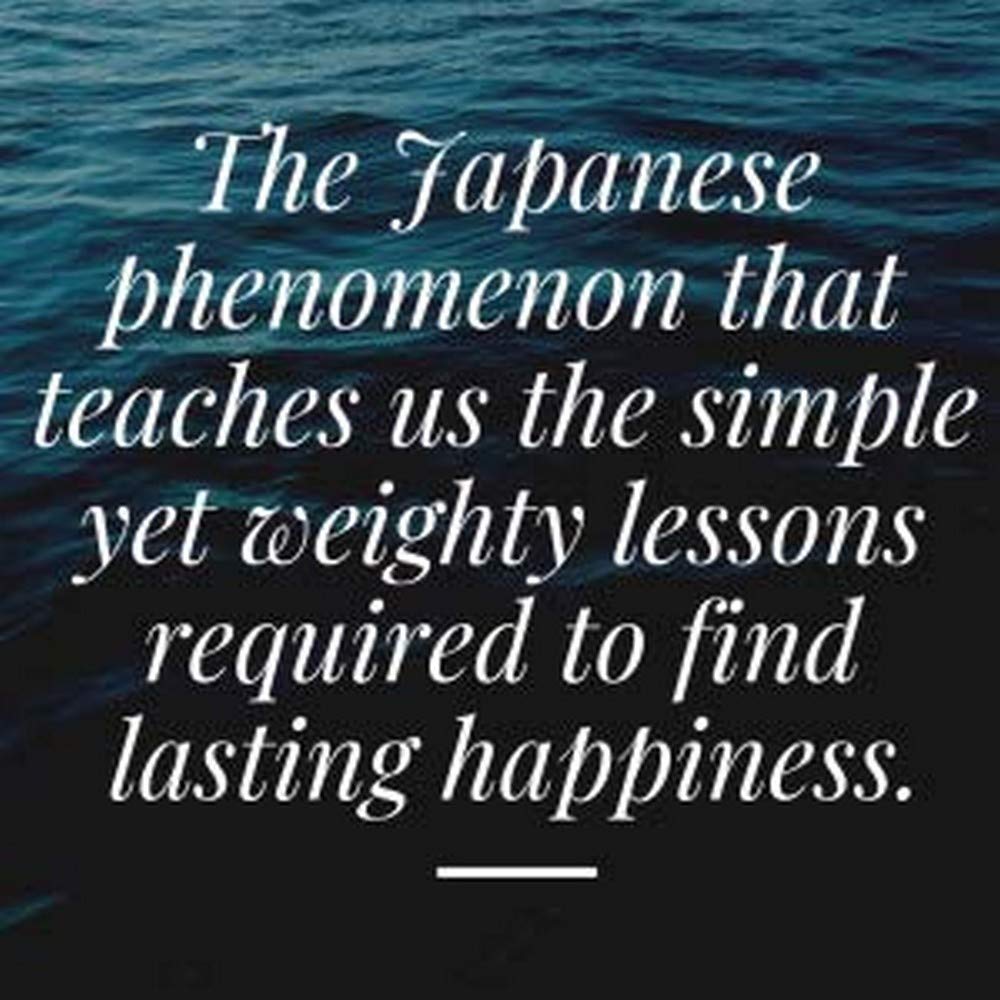 The Japanese
phenomenon that
teaches us the simple
yet weighty lessons
required to find
lasting happiness.